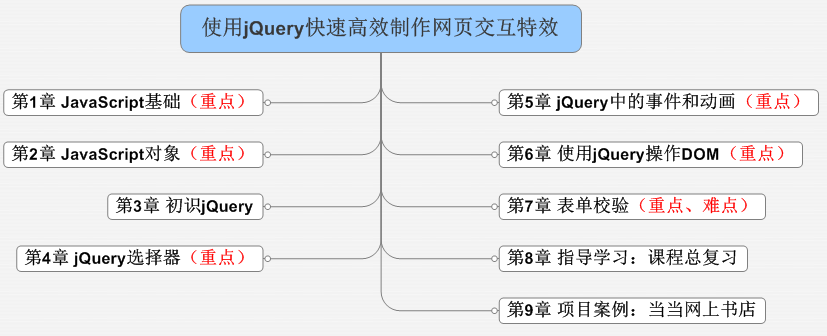 使用jQuery快速高效制作网页交互特效
第1章 JavaScript基础（重点）
第2章 JavaScript对象（重点）
第3章 初识jQuery
第4章 jQuery选择器（重点）
第5章 jQuery中的事件和动画（重点）
第6章 使用jQuery操作DOM（重点）
第7章 表单校验（重点、难点）
第8章 指导学习：课程总复习
第9章 项目案例：当当网上书店